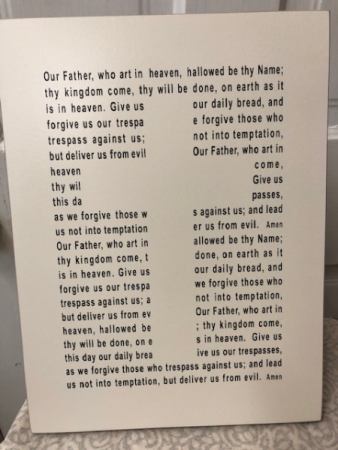 Our Father, who art in heaven, hallowed be thy Name;
thy kingdom come, thy will be done, on earth as it
is in heaven. Give us our daily bread, and
forgive us our trespa e forgive those who
trespass against us; not into temptation,
but deliver us from evil Our Father, who art in
heaven come,
thy wil Give us
this da passes,
as we forgive those w s against us; and lead
us not into temptation er us from evil. Amen
Our Father, who art in allowed be thy Name;
thy kingdom come, t done, on earth as it
is in heaven. Give us our daily bread, and
forgive us our trespa we forgive those who
trespass against us; a not into temptation,
but deliver us from ev Our Father, who art in
heaven, hallowed be ; thy kingdom come,
thy will be done, on e s in heaven. Give us
this day our daily brea ive us our trespasses,
as we forgive those who trespass against us; and lead
us not into temptation, but deliver us from evil. Amen